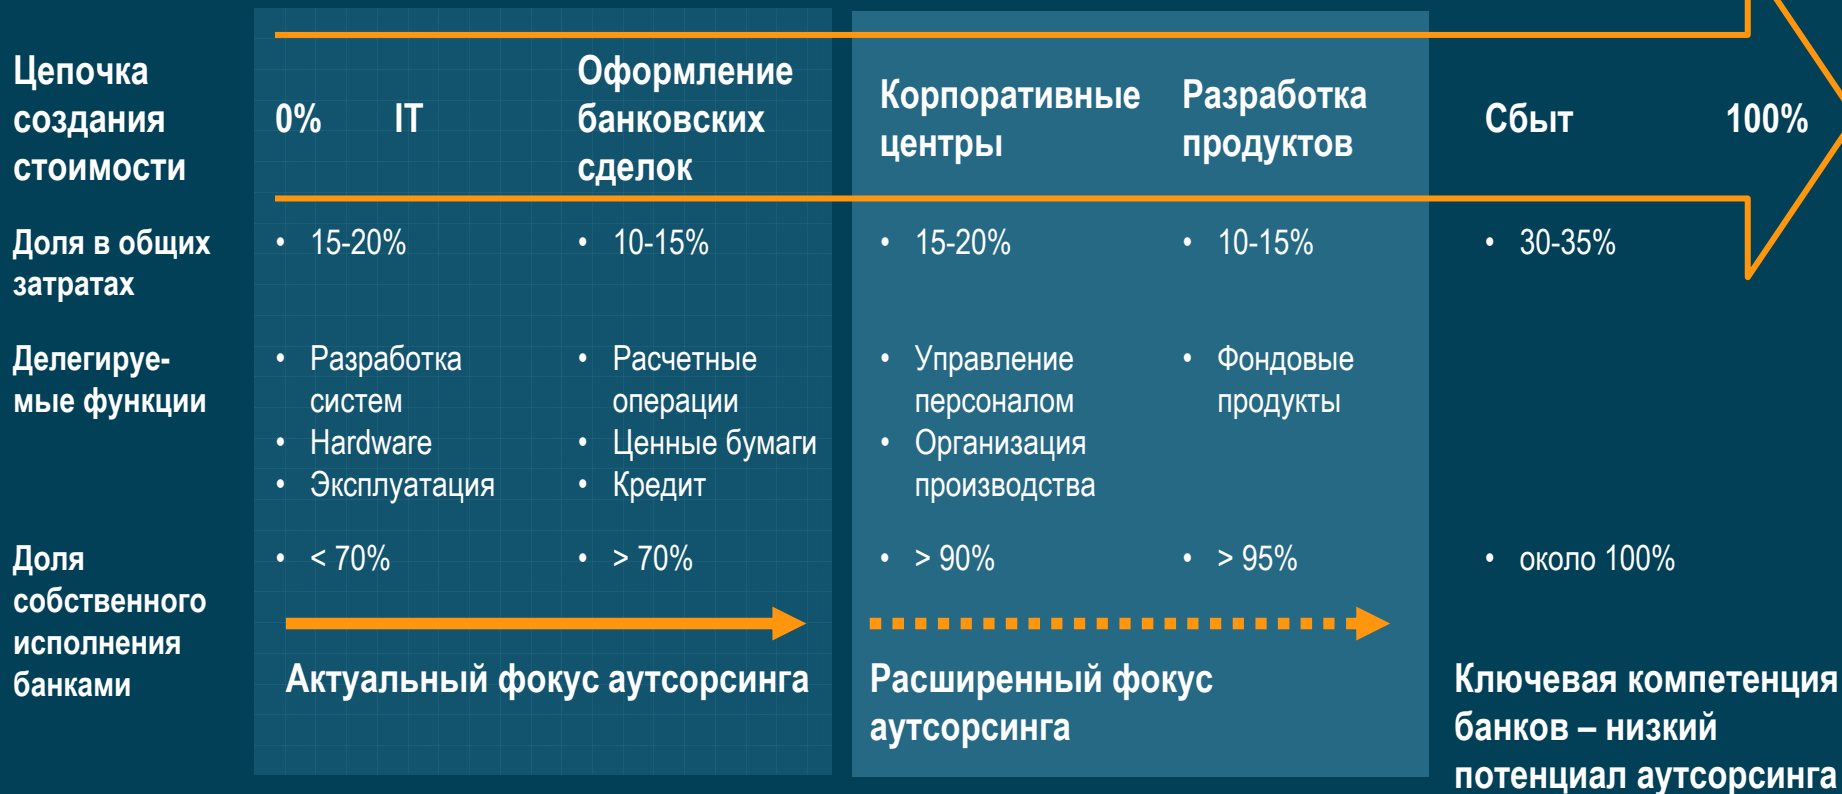 Цепочка
создания
стоимости
0%
IT
Оформление
банковских
сделок
Корпоративные
центры
Разработка
продуктов
Сбыт
100%
Доля в общих
затратах
• 15-20%
• 10-15%
• 15-20%
• 10-15%
• 30-35%
Делегируе-
мые функции
• Разработка
систем
• Hardware
• Эксплуатация
• Расчетные
операции
• Ценные бумаги
• Кредит
• Управление
персоналом
• Организация
производства
• Фондовые
продукты
Доля
собственного
исполнения
банками
• < 70%
• > 70%
• > 90%
• > 95%
• около 100%
Актуальный фокус аутсорсинга
Расширенный фокус
аутсорсинга
Ключевая компетенция
банков – низкий
потенциал аутсорсинга